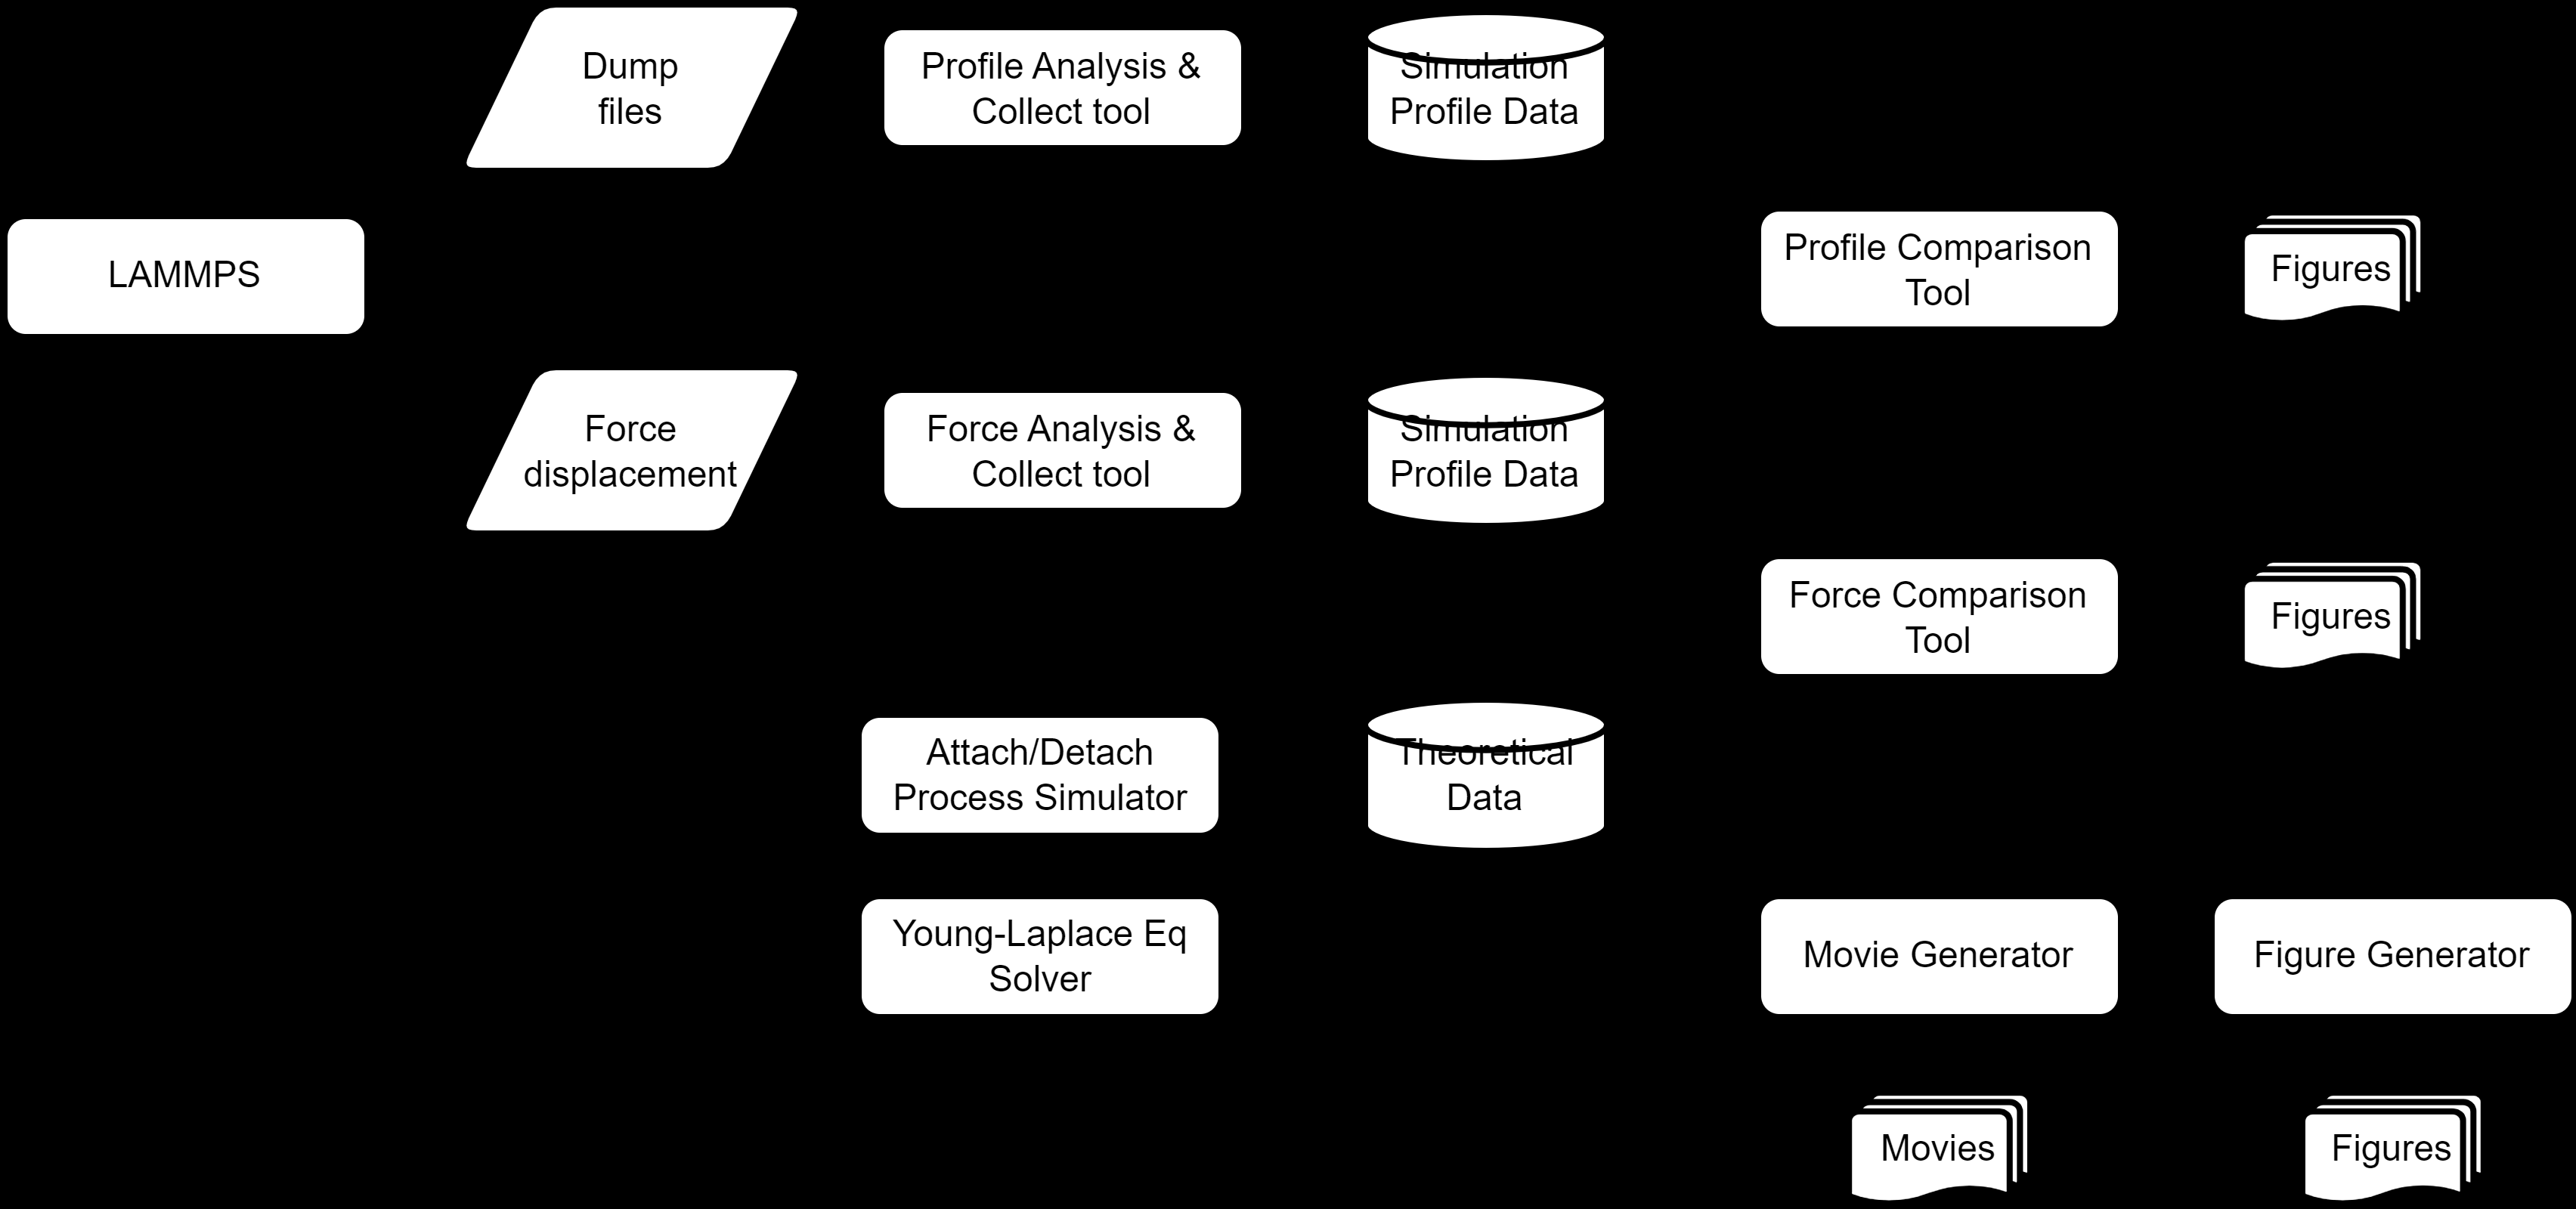 Dump
files
Profile Analysis &
Collect tool
Simulation
Profile Data
LAMMPS
Profile Comparison
Tool
Figures
Force
displacement
Force Analysis &
Collect tool
Simulation
Profile Data
Force Comparison
Tool
Figures
Attach/Detach
Process Simulator
Theoretical
Data
Young-Laplace Eq
Solver
Movie Generator
Figure Generator
Movies
Figures